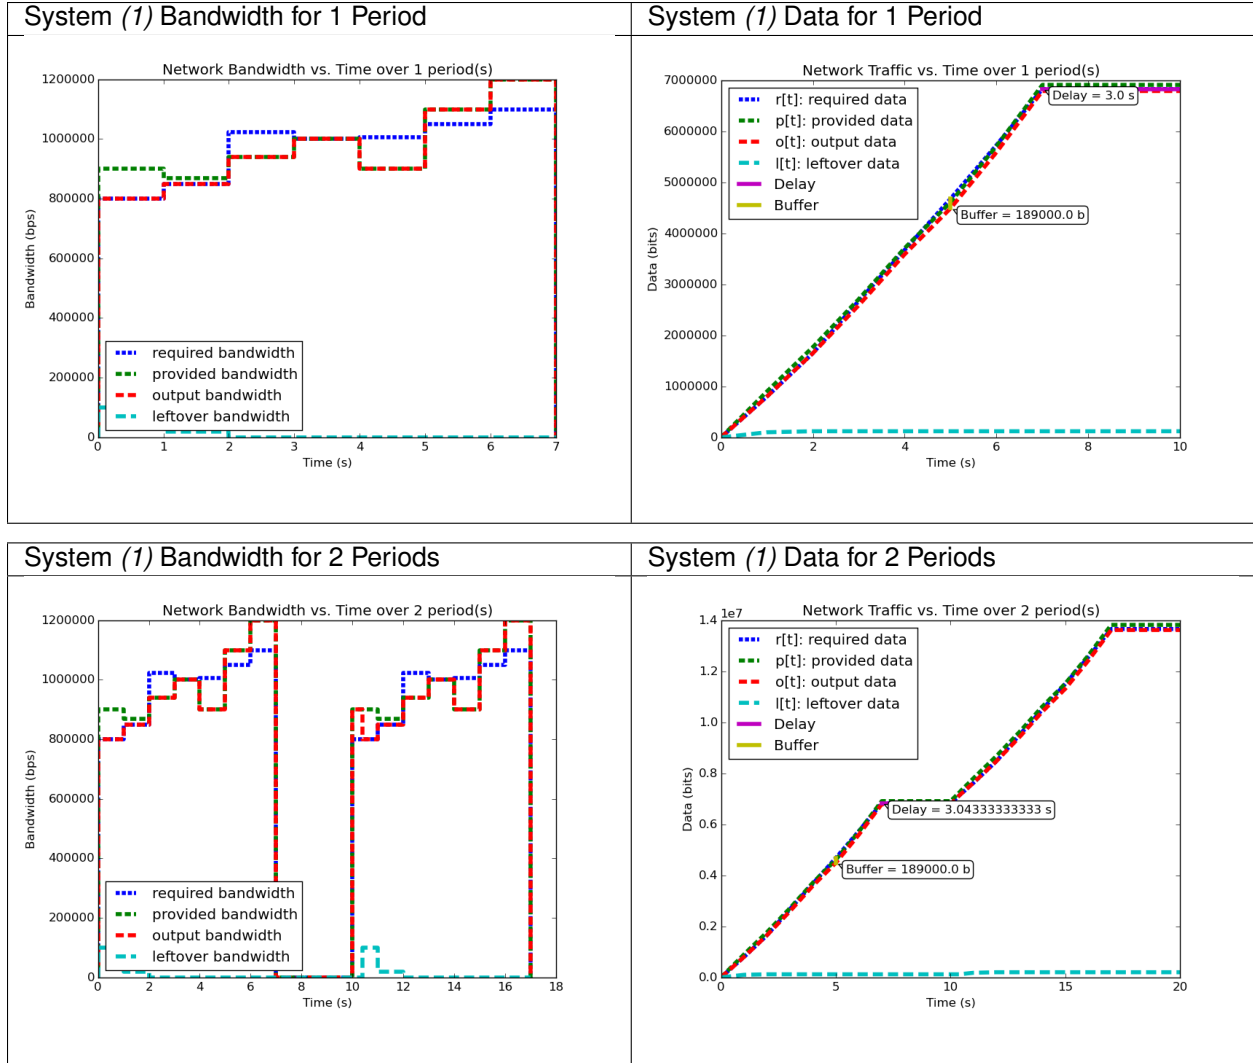 System (1) Bandwidth for 1 Period
Network Bandwidth vs. Time over 1 period(s)
1200000
1000000
800000
600000
400000
200000
0
Bandwidth (bps)
required bandwidth
provided bandwidth
output bandwidth
leftover bandwidth
0 1 2 3 4 5 6 7
Time (s)
System (1) Data for 1 Period
Network Traffic vs. Time over 1 period(s)
7000000
6000000
5000000
4000000
3000000
2000000
1000000
0
Data (bits)
r[t]: required data
p[t]: provided data
o[t]: output data
l[t]: leftover data
Delay
Buffer
Delay = 3.0 s
Buffer = 189000.0 b
0 2 4 6 8 10
Time (s)
System (1) Bandwidth for 2 Periods
Network Bandwidth vs. Time over 2 period(s)
1200000
1000000
800000
600000
400000
200000
0
Bandwidth (bps)
required bandwidth
provided bandwidth
output bandwidth
leftover bandwidth
0 2 4 6 8 10 12 14 16 18
Time (s)
System (1) Data for 2 Periods
Network Traffic vs. Time over 2 period(s)
1e7
1.4
1.2
1.0
0.8
0.6
0.4
0.2
0.0
Data (bits)
r[t]: required data
p[t]: provided data
o[t]: output data
l[t]: leftover data
Delay
Buffer
Delay = 3.04333333333 s
Buffer = 189000.0 b
0 5 10 15 20
Time (s)